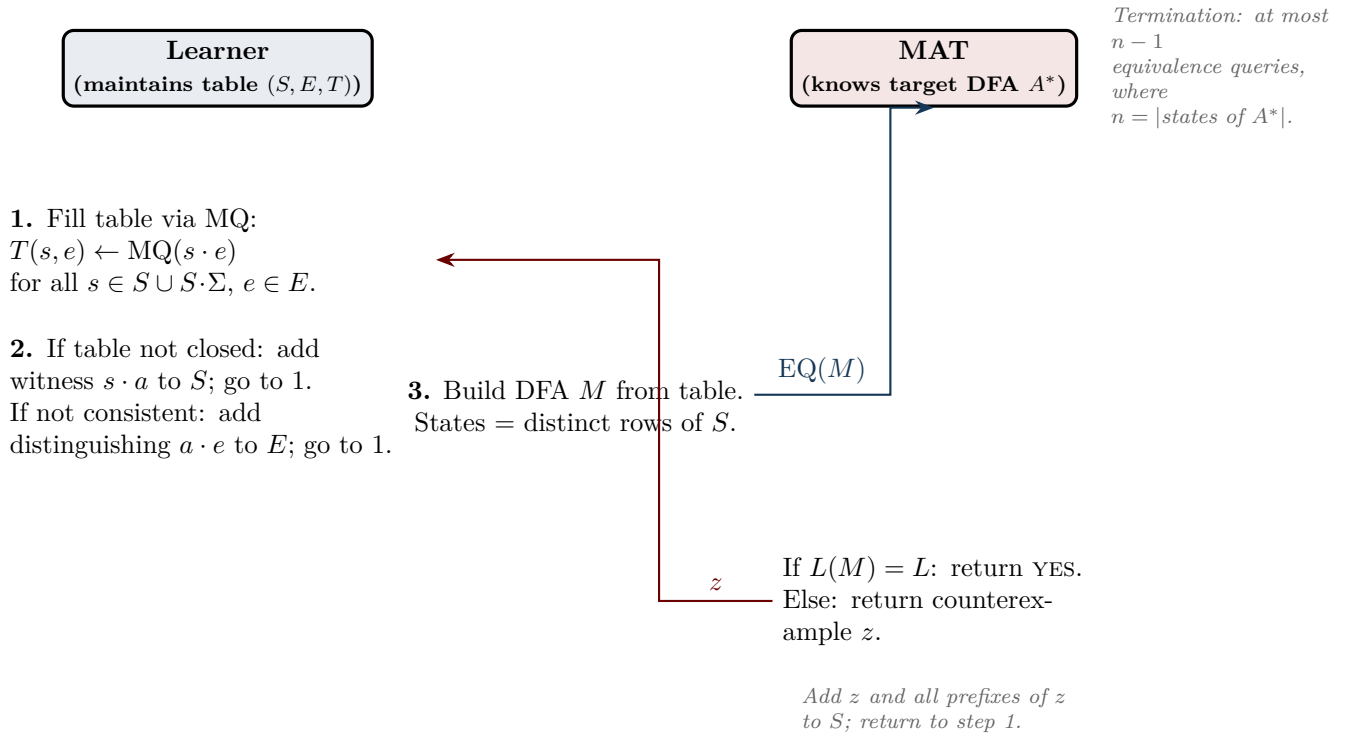 Learner
(maintains table (S, E, T))
MAT
(knows target DFA A*)
Termination: at most
n − 1
equivalence queries,
where
n = |states of A*|.
1. Fill table via MQ:
T(s, e) ← MQ(s · e)
for all s ∈ S ∪ S·Σ, e ∈ E.
2. If table not closed: add
witness s · a to S; go to 1.
If not consistent: add
distinguishing a · e to E; go to 1.
3. Build DFA M from table.
States = distinct rows of S.
EQ(M)
z
If L(M) = L: return YES.
Else: return counterex-
ample z.
Add z and all prefixes of z
to S; return to step 1.